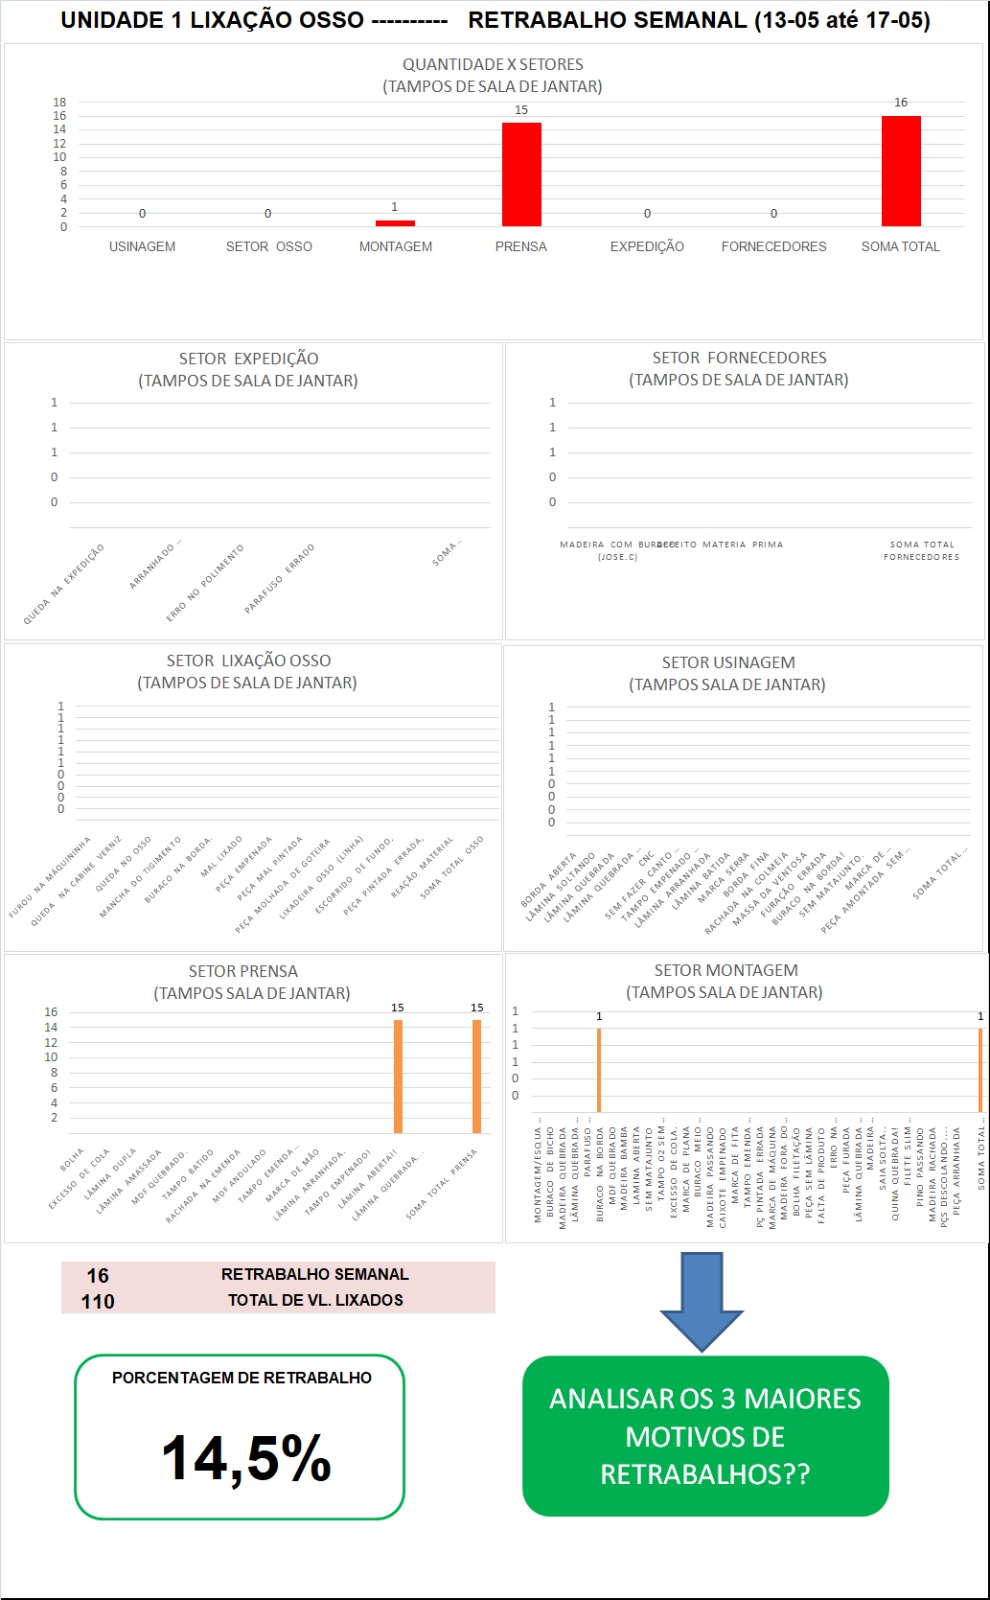 UNIDADE 1 LIXAÇÃO OSSO ---------- RETRABALHO SEMANAL (13-05 até 17-05)
QUANTIDADE X SETORES
(TAMPOS DE SALA DE JANTAR)
18
16
14
12
10
8
6
4
2
0
0
0
1
15
0
0
16
USINAGEM
SETOR OSSO
MONTAGEM
PRENSA
EXPEDIÇÃO
FORNECEDORES
SOMA TOTAL
SETOR EXPEDIÇÃO
(TAMPOS DE SALA DE JANTAR)
1
1
1
0
0
QUEDA NA EXPEDIÇÃO
ARRANHADO ..
ERRO NO POLIMENTO
PARAFUSO ERRADO
SOMA..
SETOR FORNECEDORES
(TAMPOS DE SALA DE JANTAR)
1
1
1
0
0
MADEIRA COM BURACO
(JOSE.C)
DEFEITO MATERIA PRIMA
SOMA TOTAL
FORNECEDORES
SETOR LIXAÇÃO OSSO
(TAMPOS DE SALA DE JANTAR)
1
1
1
1
1
1
0
0
0
0
FUROU NA MÁQUININHA
QUEDA NA CABINE VERNIZ
QUEDA NO OSSO
MANCHA DO TIGIMENTO
BURACO NA BORDA.
MAL LIXADO
PEÇA EMPENADA
PEÇA MAL PINTADA
PEÇA MOLHADA DE GOTEIRA
LIXADEIRA OSSO (LINHA)
ESCORRIDO DE FUNDO,
PEÇA PINTADA ERRADA,
REAÇÃO MATERIAL
SOMA TOTAL OSSO
SETOR USINAGEM
(TAMPOS SALA DE JANTAR)
1
1
1
1
1
1
0
0
0
0
BORDA ABERTA
LÂMINA SOLTANDO
LÂMINA QUEBRADA
LÂMINA QUEBRADA ..
CNC
SEM FAZER CANTO ..
TAMPO EMPENADO ..
LÂMINA ARRANHADA
LÂMINA BATIDA
MARCA SERRA
BORDA FINA
RACHADA NA COLMEIA
MASSA DA VENTOSA
FURAÇÃO ERRADA
BURACO NA BORDA!
SEM MATAJUNTO.
MARCA DE..
PEÇA AMONTADA SEM..
SOMA TOTAL..
SETOR PRENSA
(TAMPOS SALA DE JANTAR)
16
14
12
10
8
6
4
2
15
15
BOLHA
EXCESSO DE COLA
LÂMINA DUPLA
LÂMINA AMASSADA
MDF QUEBRADO.
TAMPO BATIDO
RACHADA NA EMENDA
MDF ANDULADO
TAMPO EMENDA..
MARCA DE MÃO
LÂMINA ARRANHADA.
TAMPO EMPENADO!
LÂMINA ABERTA!!
LÂMINA QUEBRADA...
SOMA TOTAL PRENSA
SETOR MONTAGEM
(TAMPOS SALA DE JANTAR)
1
1
1
1
0
0
1
1
MONTAGEM/ESQUA ..
BURACO DE BICHO
MADEIRA QUEBRADA
LÂMINA QUEBRADA ..
PARAFUSO ..
BURACO NA BORDA
MDF QUEBRADO
MADEIRA BAMBA
LAMINA ABERTA
SEM MATAJUNTO
TAMPO 02 SEM ..
EXCESSO DE COLA.
MARCA DE PLANA
BURACO MEIO ..
MADEIRA PASSANDO
CAIXOTE EMPENADO
MARCA DE FITA
TAMPO EMENDA ..
PÇ PINTADA ERRADA
MARCA DE MÁQUINA
MADEIRA FORA DO ..
BOLHA FILETAÇÃO
PEÇA SEM LÂMINA
FALTA DE PRODUTO
ERRO NA ..
PEÇA FURADA
LÂMINA QUEBRADA ..
MADEIRA ..
SAIA SOLTA..
QUINA QUEBRADA!
FILETE SLIM ..
PINO PASSANDO
MADEIRA RACHADA
PÇS DESCOLANDO....
PEÇA ARRANHADA
SOMA TOTAL ..
16 RETRABALHO SEMANAL
110 TOTAL DE VL. LIXADOS
PORCENTAGEM DE RETRABALHO
14,5%
ANALISAR OS 3 MAIORES
MOTIVOS DE
RETRABALHOS??